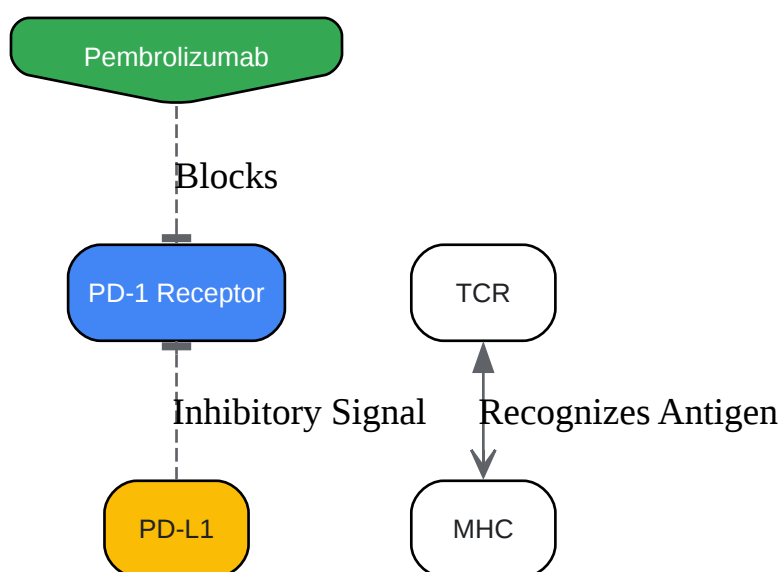 Pembrolizumab
Blocks
PD-1 Receptor
TCR
Inhibitory Signal
Recognizes Antigen
PD-L1
MHC